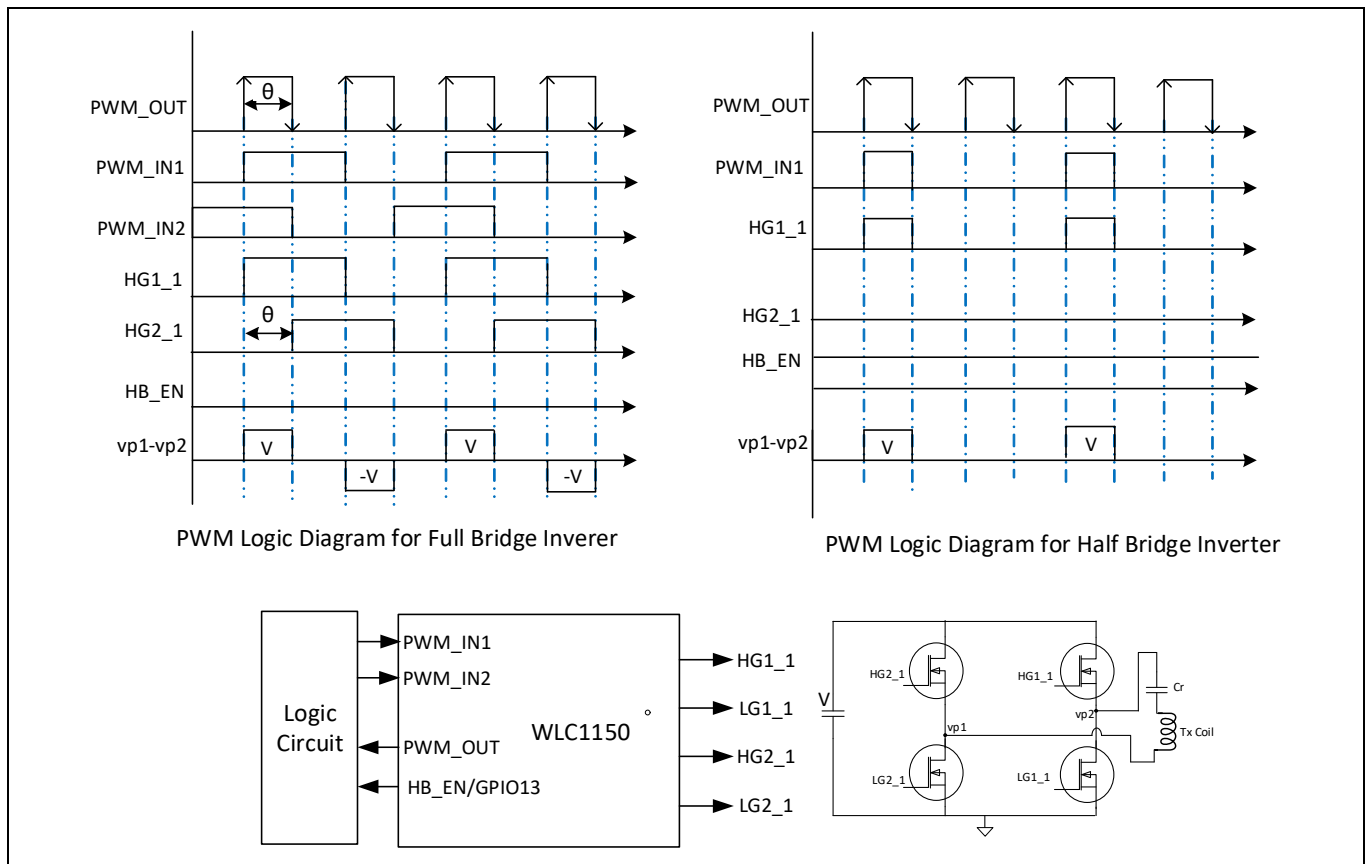 PWM_OUT
θ
PWM_IN1
PWM_IN2
HG1_1
HG2_1
θ
HB_EN
vp1-vp2
V
-V
V
-V
PWM Logic Diagram for Full Bridge Inverer
PWM_OUT
PWM_IN1
HG1_1
HG2_1
HB_EN
vp1-vp2
V
V
PWM Logic Diagram for Half Bridge Inverter
Logic
Circuit
PWM_IN1
PWM_IN2
PWM_OUT
HB_EN/GPIO13
WLC1150
HG1_1
LG1_1
HG2_1
LG2_1
V
HG2_1
HG1_1
Cr
vp1
vp2
Tx Coil
LG2_1
LG1_1